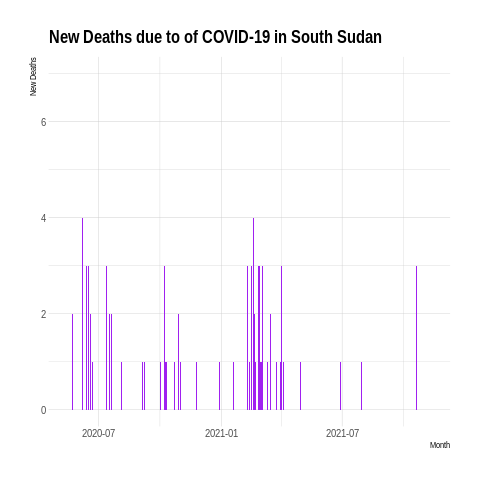 New Deaths due to of COVID-19 in South Sudan
New Deaths
6
4
2
0
2020-07
2021-01
2021-07
Month